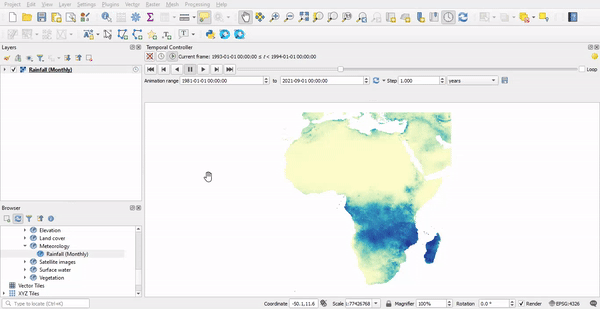 Project Edit View Layer Settings Plugins Vector Raster Database Web Mesh Processing Help
Layers
Temporal Controller
Current frame: 1993-01-01 00:00:00 ≤ t < 1994-01-01 00:00:00
Rainfall (Monthly)
Loop
Animation range 1981-01-01 00:00:00 to 2021-09-01 00:00:00 Step 1.000 years
Browser
Elevation
Land cover
Meteorology
Rainfall (Monthly)
Satellite images
Surface water
Vegetation
Vector Tiles
XYZ Tiles
Type to locate (Ctrl+K)
Coordinate -50.1,11.6 Scale 1:77426768 Magnifier 100% Rotation 0.0 ° Render EPSG:4326